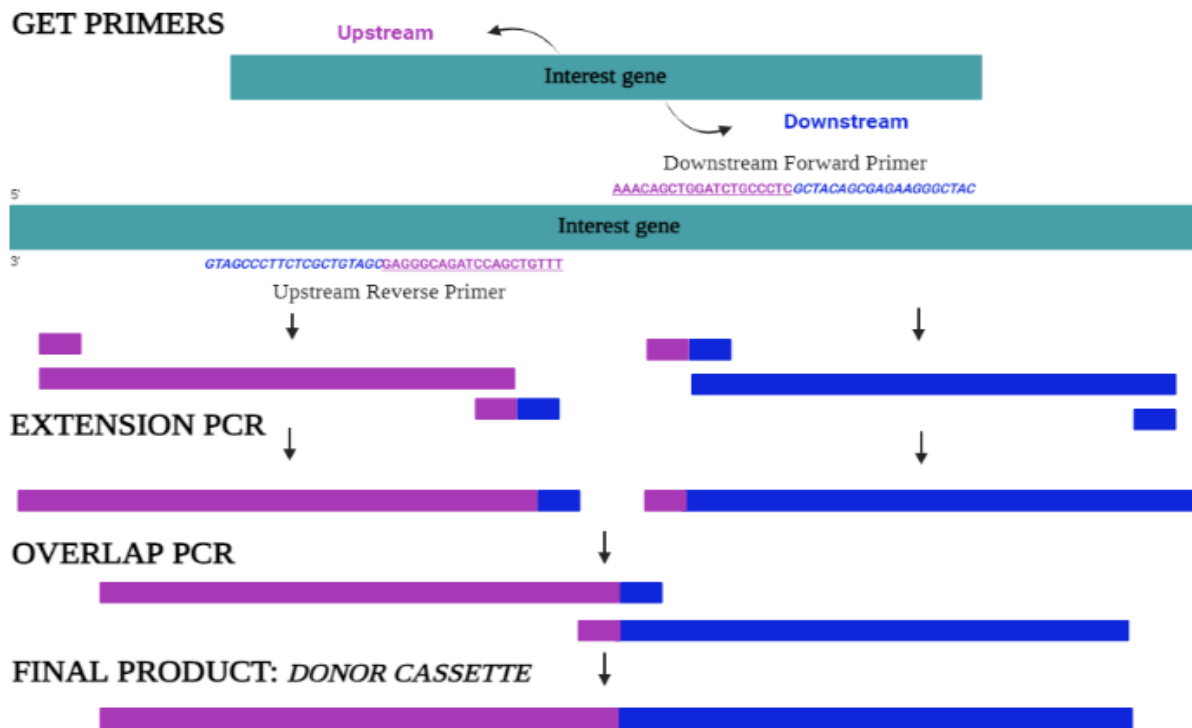 GET PRIMERS
Upstream
Interest gene
Downstream
Downstream Forward Primer
5'
AAACAGCTGGATCTGCCCTCGCTACAGCGAGAAGGGCTAC
Interest gene
3'
GTAGCCCTTCTCGCTGTAGCGAGGGCAGATCCAGCTGTTT
Upstream Reverse Primer
EXTENSION PCR
OVERLAP PCR
FINAL PRODUCT: DONOR CASSETTE